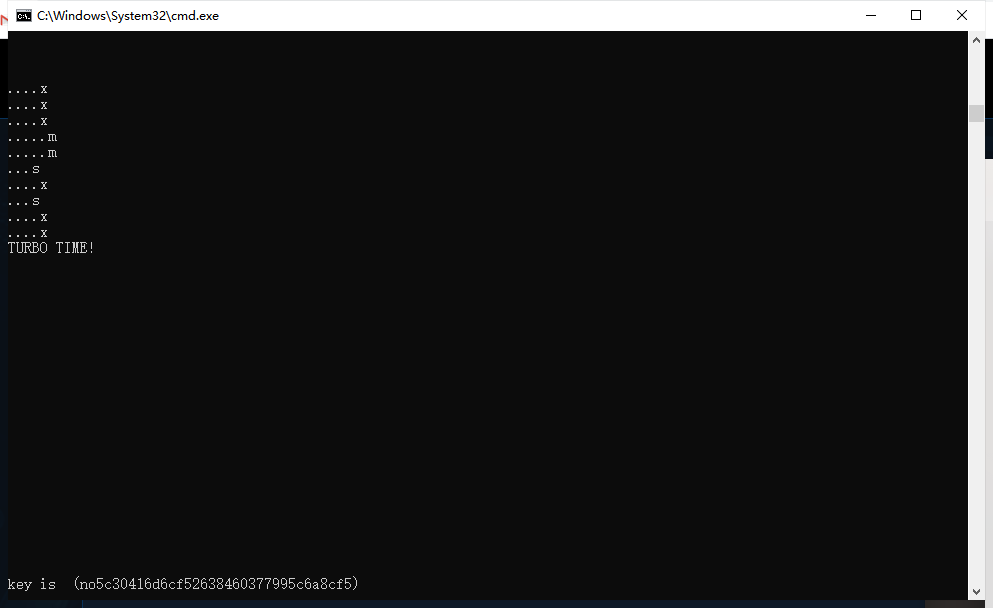 C:\Windows\System32\cmd.exe
....x
....x
....x
.....m
.....m
...s
....x
...s
....x
....x
TURBO TIME!
key is （no5c30416d6cf52638460377995c6a8cf5）